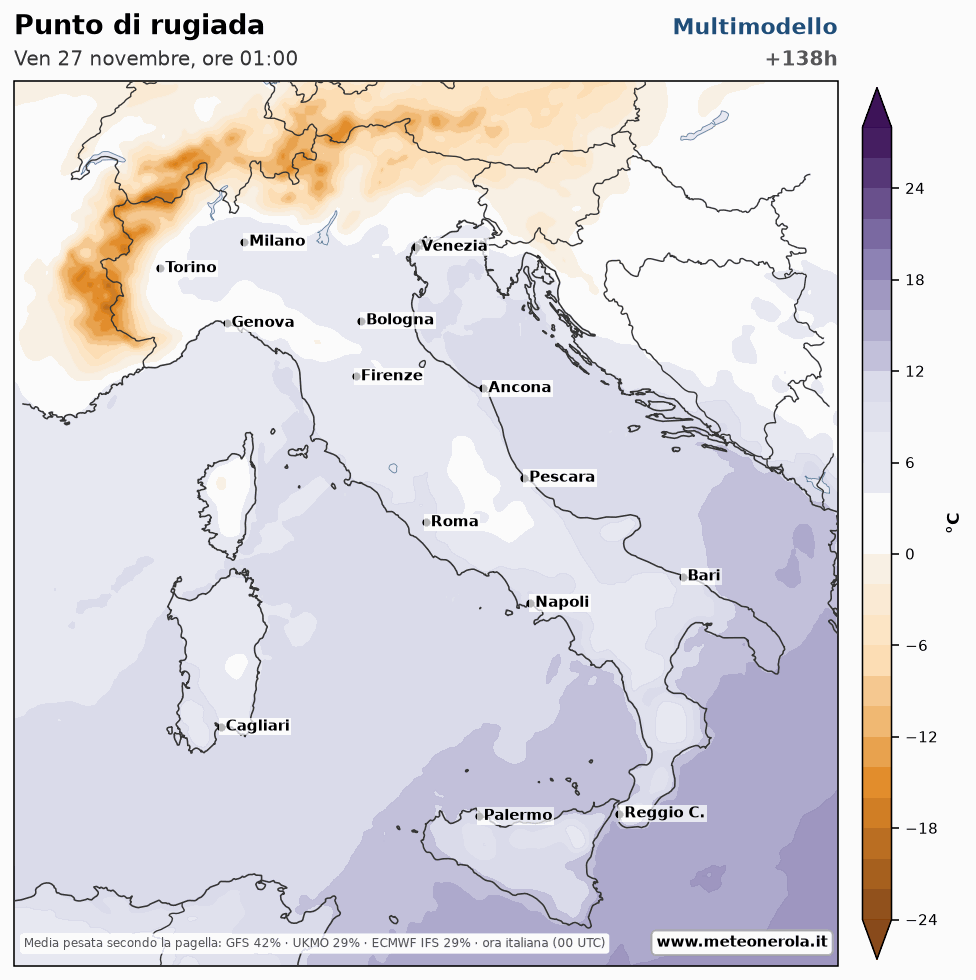 Punto di rugiada
Multimodello
Ven 27 novembre, ore 01:00
+138h
Milano
Venezia
Torino
Genova
Bologna
Firenze
Ancona
Pescara
Roma
Bari
Napoli
Cagliari
Palermo
Reggio C.
24
18
12
6
0
−6
−12
−18
−24
°C
Media pesata secondo la pagella: GFS 42% · UKMO 29% · ECMWF IFS 29% · ora italiana (00 UTC)
www.meteonerola.it